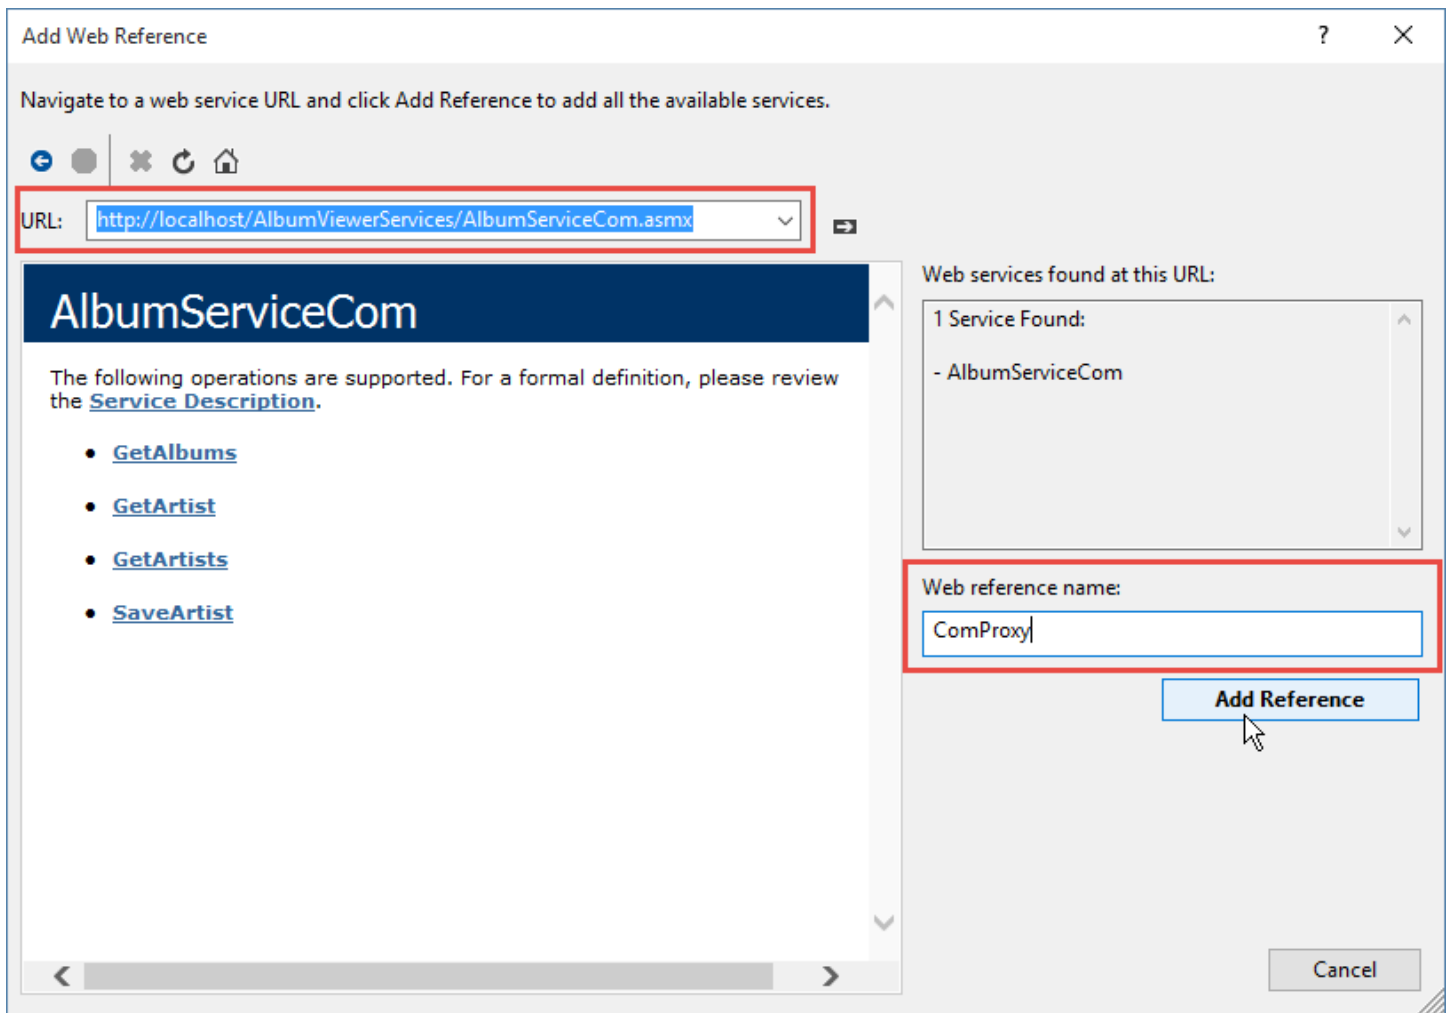 Add Web Reference
Navigate to a web service URL and click Add Reference to add all the available services.
URL: http://localhost/AlbumViewerServices/AlbumServiceCom.asmx
AlbumServiceCom
The following operations are supported. For a formal definition, please review
the Service Description.
GetAlbums
GetArtist
GetArtists
SaveArtist
Web services found at this URL:
1 Service Found:
- AlbumServiceCom
Web reference name:
ComProxy
Add Reference
Cancel